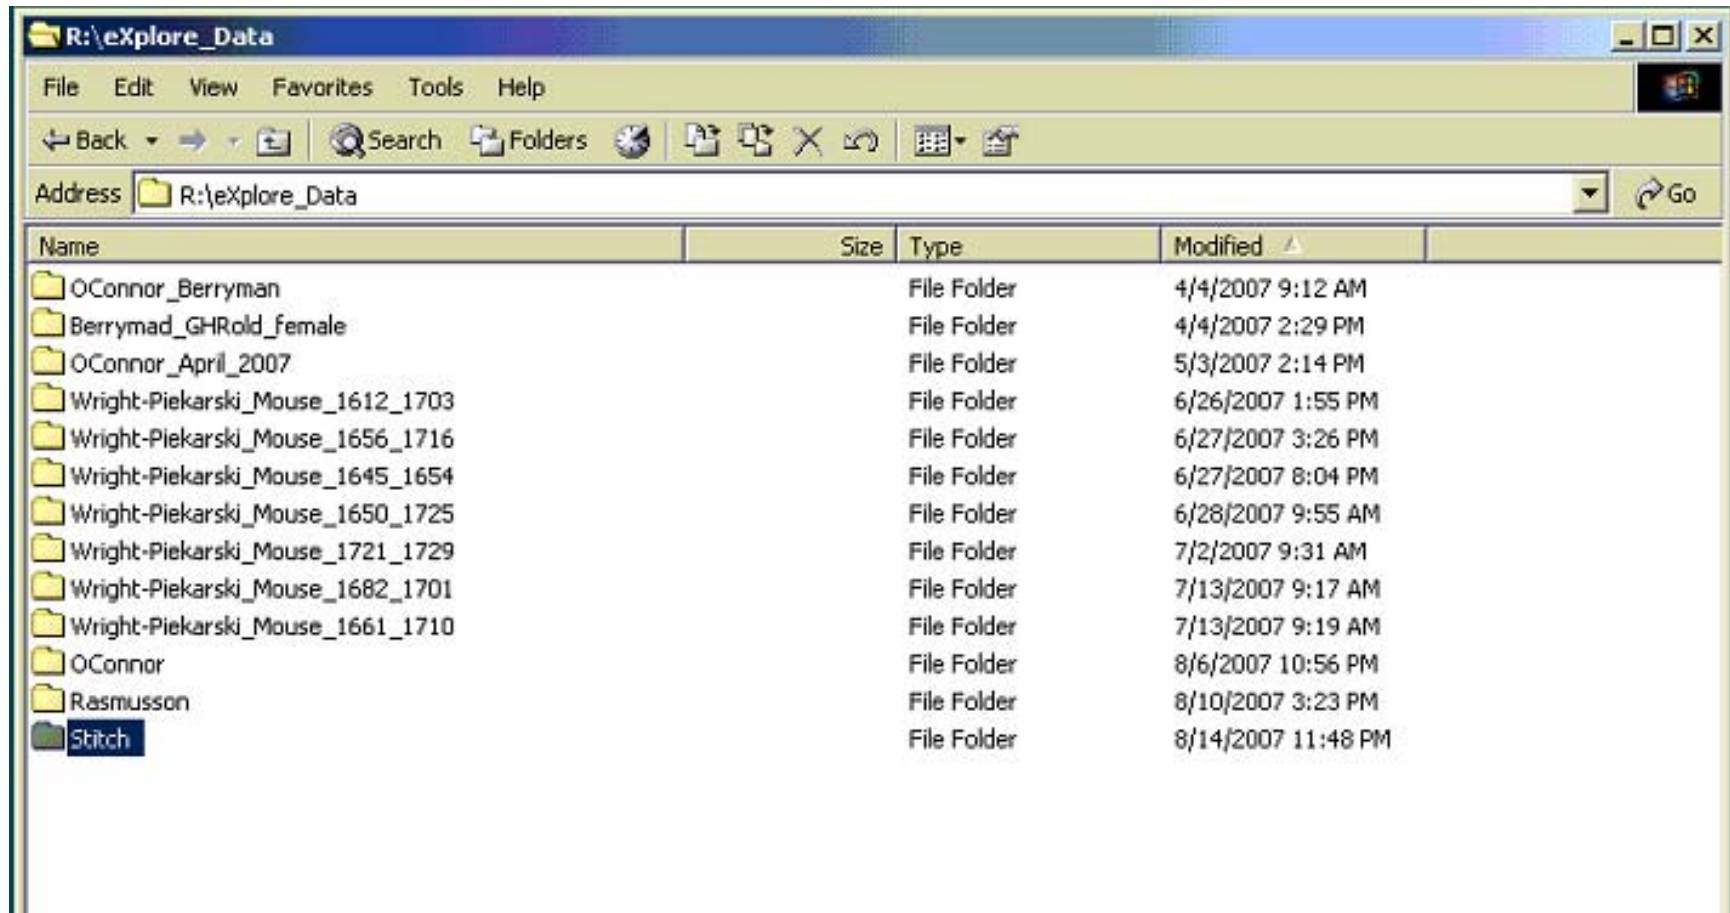 R:\eXplore_Data
File Edit View Favorites Tools Help
Back Search Folders
Address R:\eXplore_Data Go
Name Size Type Modified
OConnor_Berryman File Folder 4/4/2007 9:12 AM
Berrymad_GHRold_female File Folder 4/4/2007 2:29 PM
OConnor_April_2007 File Folder 5/3/2007 2:14 PM
Wright-Piekarski_Mouse_1612_1703 File Folder 6/26/2007 1:55 PM
Wright-Piekarski_Mouse_1656_1716 File Folder 6/27/2007 3:26 PM
Wright-Piekarski_Mouse_1645_1654 File Folder 6/27/2007 8:04 PM
Wright-Piekarski_Mouse_1650_1725 File Folder 6/28/2007 9:55 AM
Wright-Piekarski_Mouse_1721_1729 File Folder 7/2/2007 9:31 AM
Wright-Piekarski_Mouse_1682_1701 File Folder 7/13/2007 9:17 AM
Wright-Piekarski_Mouse_1661_1710 File Folder 7/13/2007 9:19 AM
OConnor File Folder 8/6/2007 10:56 PM
Rasmusson File Folder 8/10/2007 3:23 PM
Stitch File Folder 8/14/2007 11:48 PM